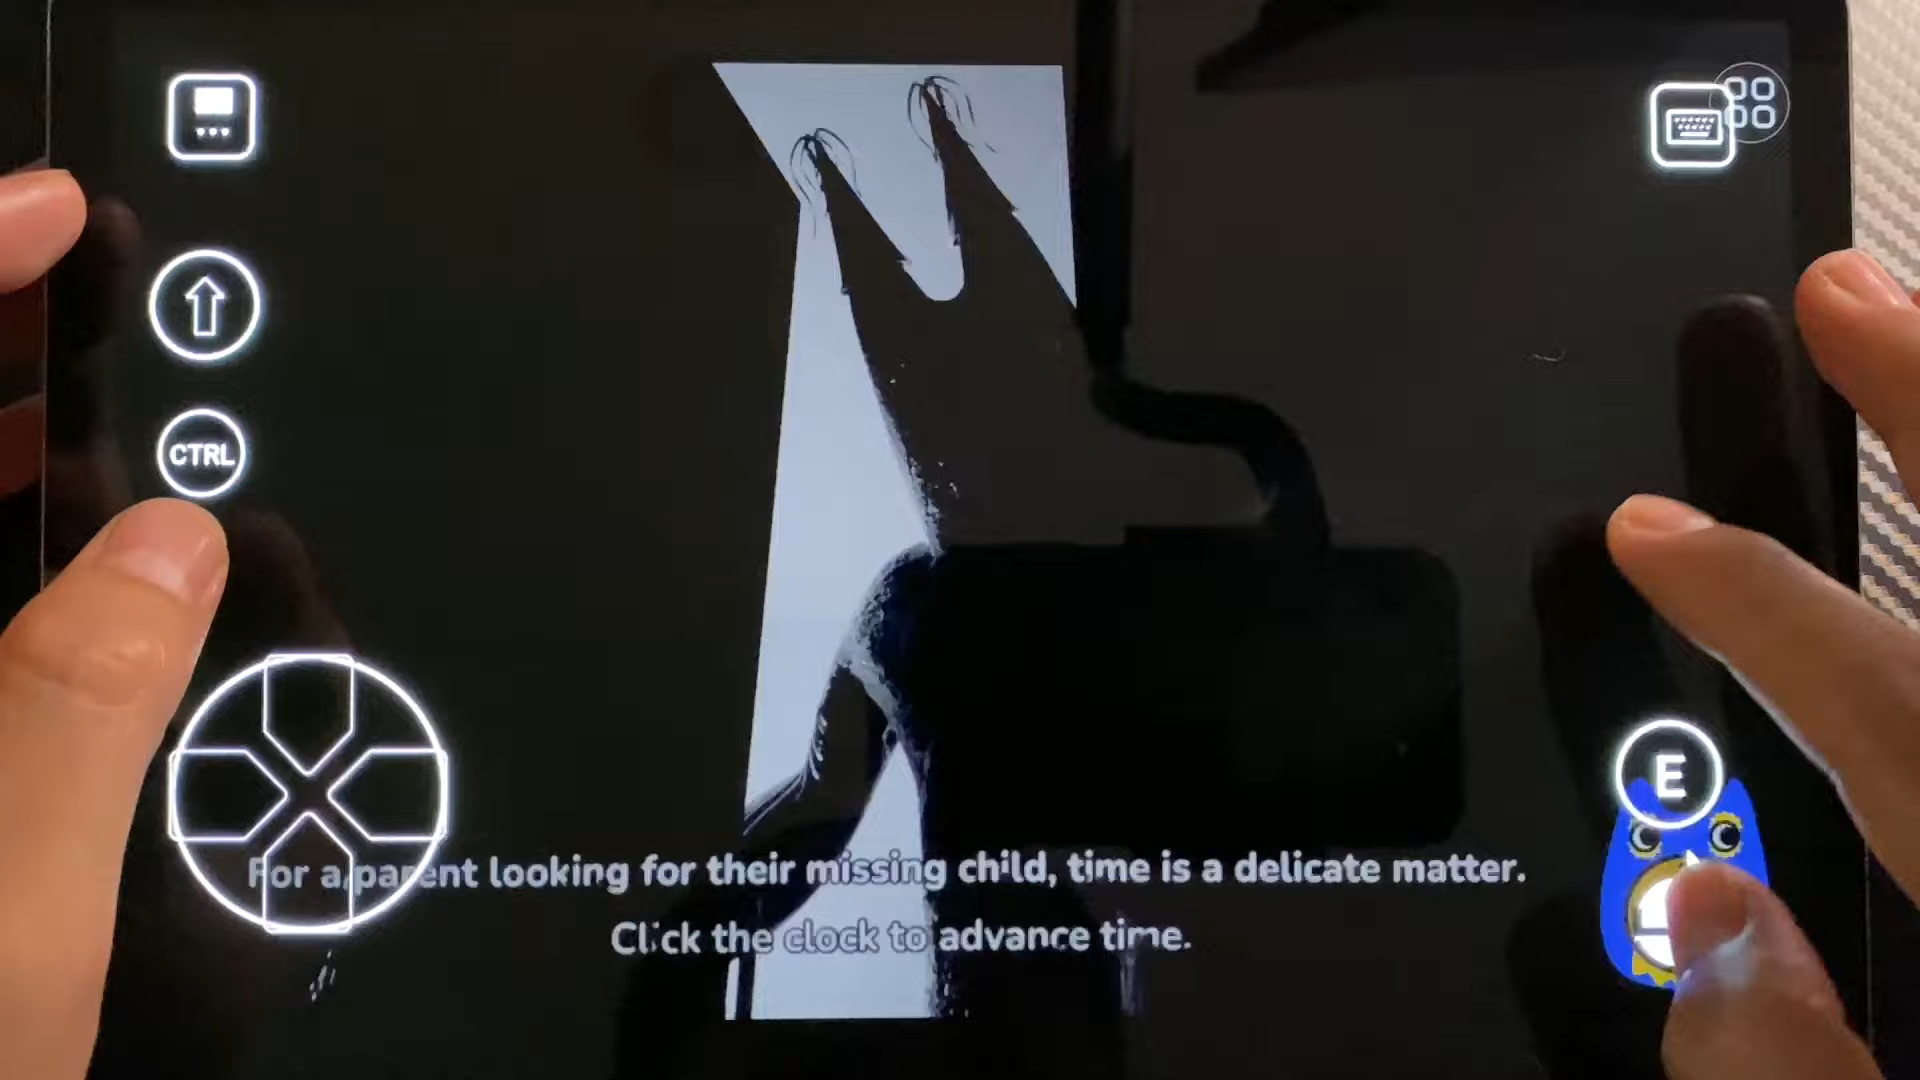 CTRL
E
For a parent looking for their missing child, time is a delicate matter.
Click the clock to advance time.